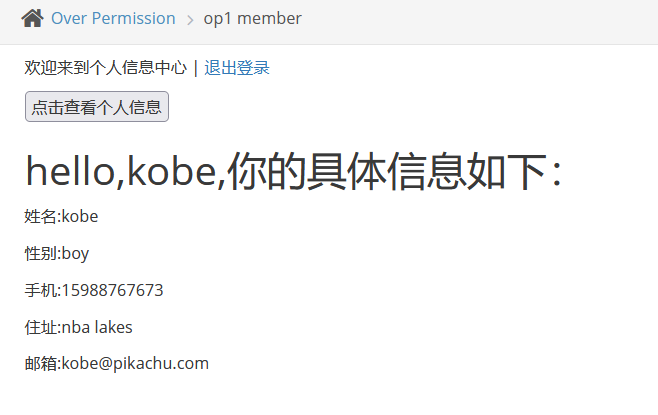 Over Permission > op1 member
欢迎来到个人信息中心 | 退出登录
点击查看个人信息
hello,kobe,你的具体信息如下：
姓名:kobe
性别:boy
手机:15988767673
住址:nba lakes
邮箱:kobe@pikachu.com